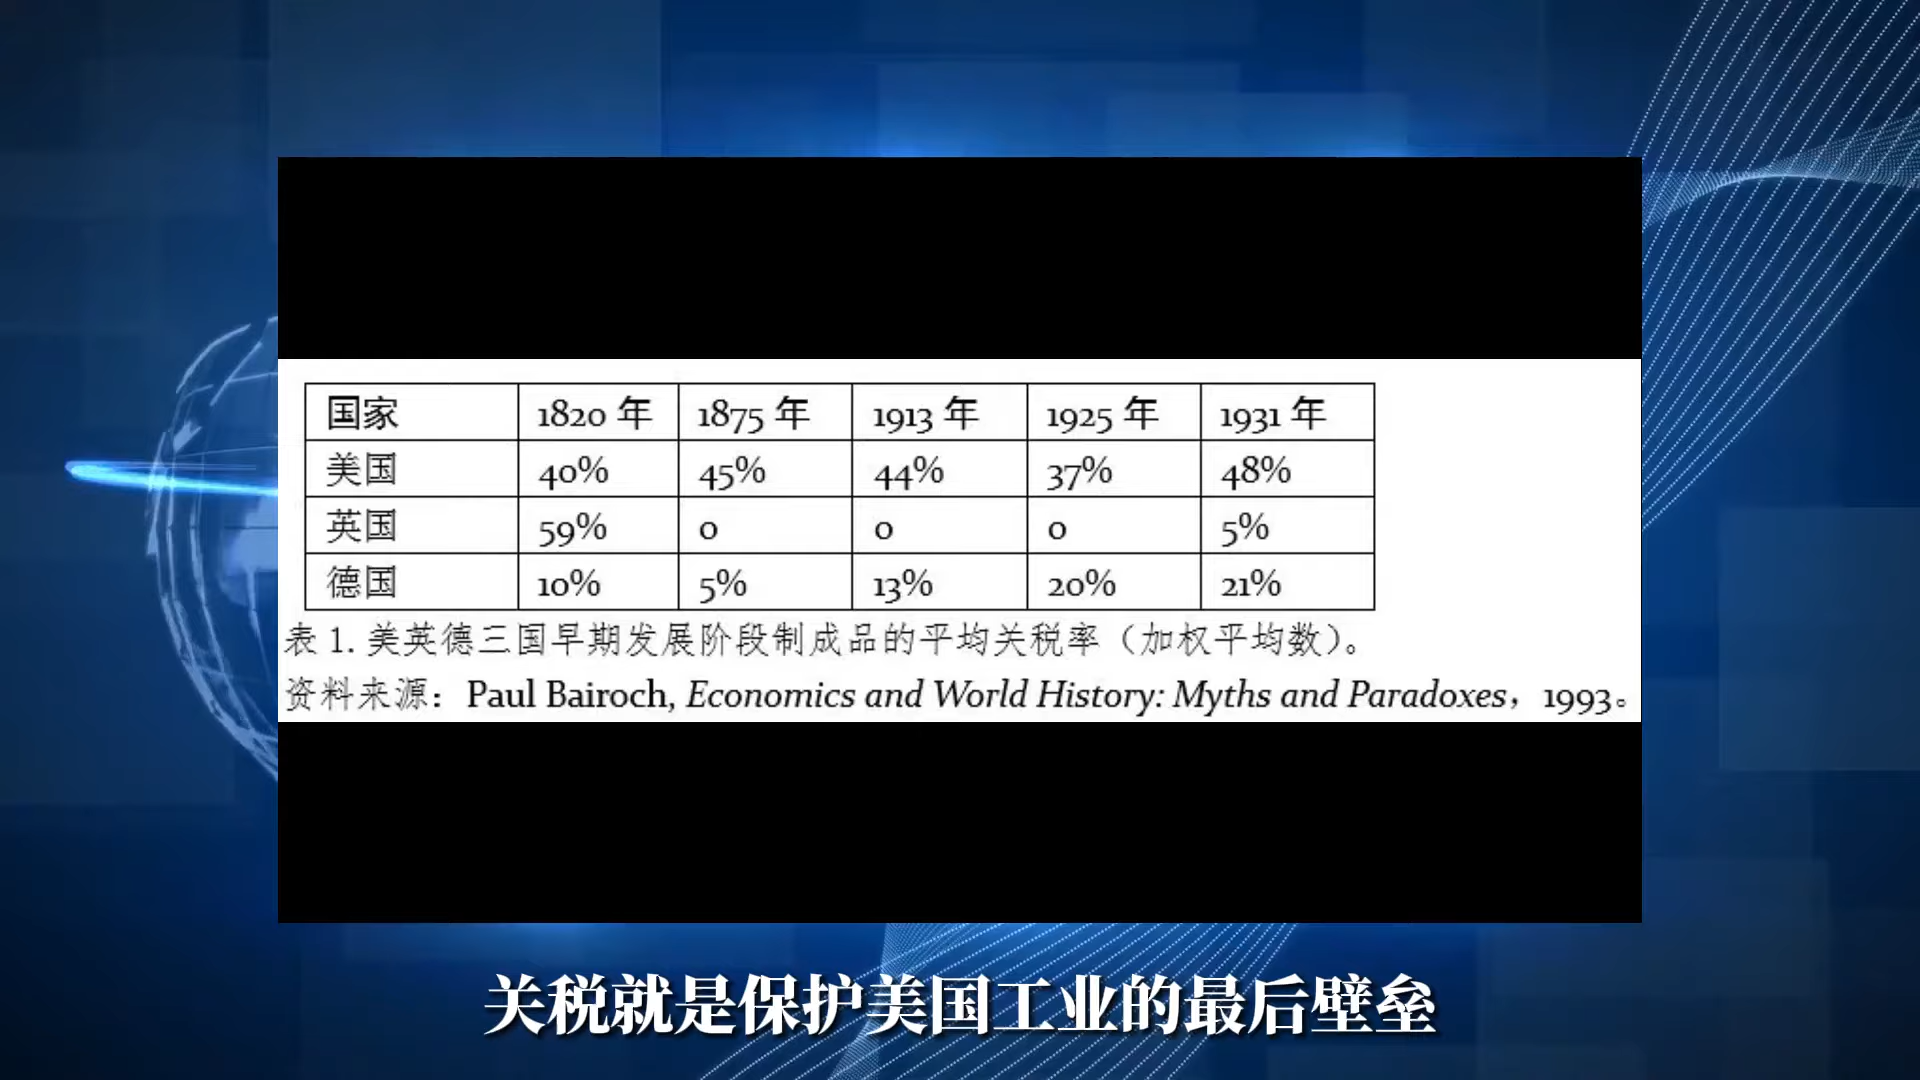 国家 1820 年 1875 年 1913 年 1925 年 1931 年
美国 40% 45% 44% 37% 48%
英国 59% 0 0 0 5%
德国 10% 5% 13% 20% 21%
表 1. 美英德三国早期发展阶段制成品的平均关税率（加权平均数）。
资料来源：Paul Bairoch, Economics and World History: Myths and Paradoxes，1993。
关税就是保护美国工业的最后壁垒